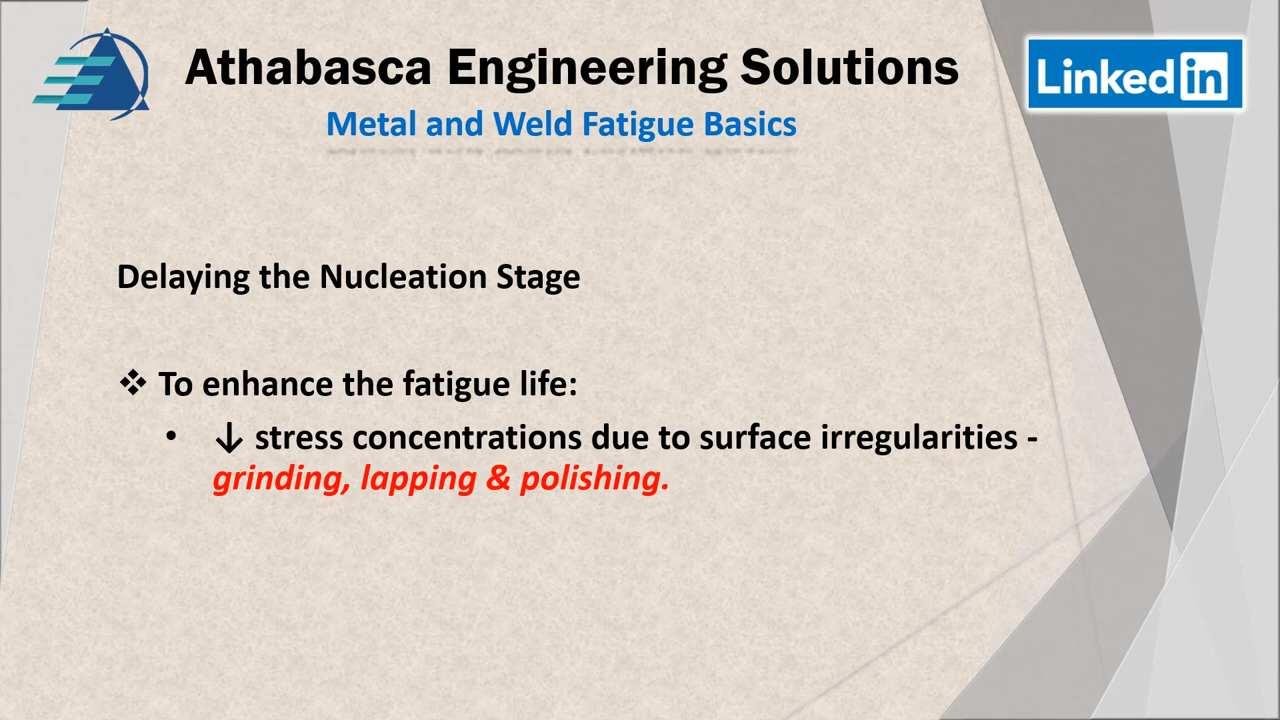 Athabasca Engineering Solutions
LinkedIn
Metal and Weld Fatigue Basics
Delaying the Nucleation Stage
❖ To enhance the fatigue life:
• ↓ stress concentrations due to surface irregularities -
grinding, lapping & polishing.